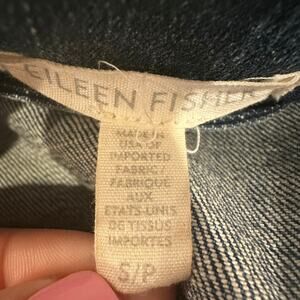 EILEEN FISHER
MADE IN
USA OF
IMPORTED
FABRIC/
FABRIQUE
AUX
ETATS-UNIS
DE TISSUS
IMPORTES
S/P